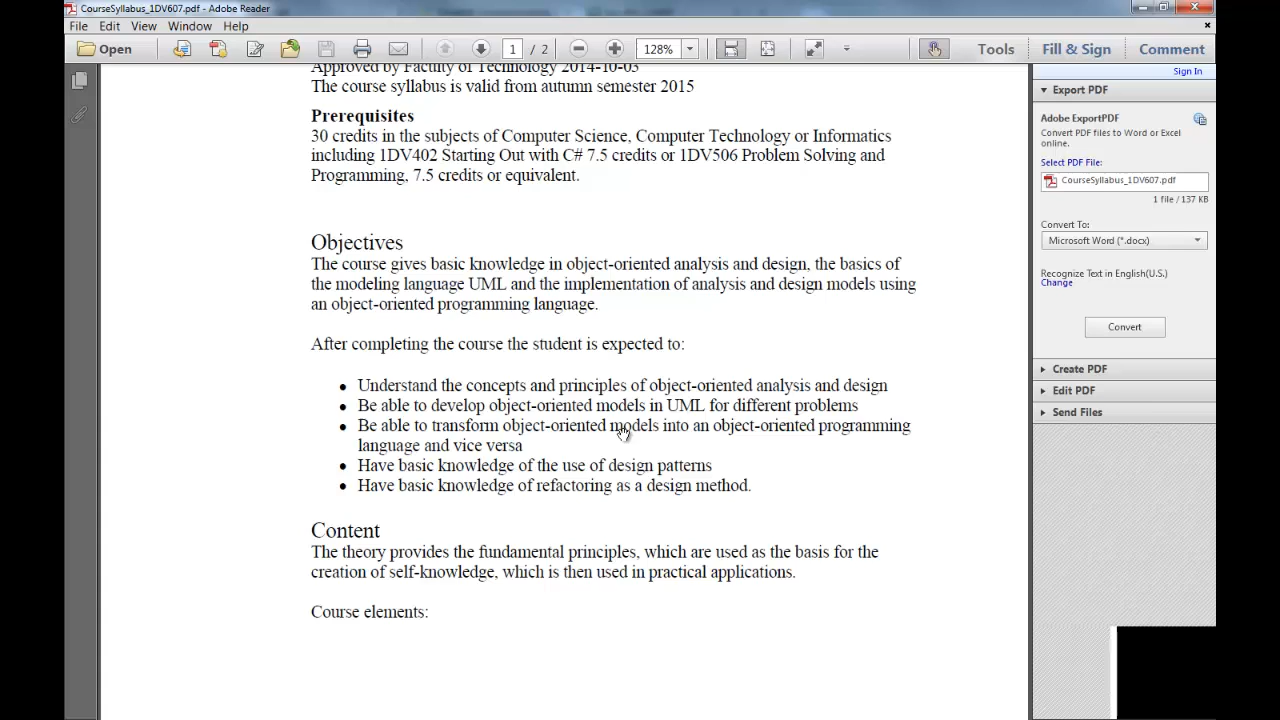 CourseSyllabus_1DV607.pdf - Adobe Reader
File Edit View Window Help
Open 1 / 2 128% Tools Fill & Sign Comment
Sign In
Approved by Faculty of Technology 2014-10-03
The course syllabus is valid from autumn semester 2015
Prerequisites
30 credits in the subjects of Computer Science, Computer Technology or Informatics
including 1DV402 Starting Out with C# 7.5 credits or 1DV506 Problem Solving and
Programming, 7.5 credits or equivalent.
Objectives
The course gives basic knowledge in object-oriented analysis and design, the basics of
the modeling language UML and the implementation of analysis and design models using
an object-oriented programming language.
After completing the course the student is expected to:
• Understand the concepts and principles of object-oriented analysis and design
• Be able to develop object-oriented models in UML for different problems
• Be able to transform object-oriented models into an object-oriented programming
language and vice versa
• Have basic knowledge of the use of design patterns
• Have basic knowledge of refactoring as a design method.
Content
The theory provides the fundamental principles, which are used as the basis for the
creation of self-knowledge, which is then used in practical applications.
Course elements:
Export PDF
Adobe ExportPDF
Convert PDF files to Word or Excel
online.
Select PDF File:
CourseSyllabus_1DV607.pdf
1 file / 137 KB
Convert To:
Microsoft Word (*.docx)
Recognize Text in English(U.S.)
Change
Convert
Create PDF
Edit PDF
Send Files